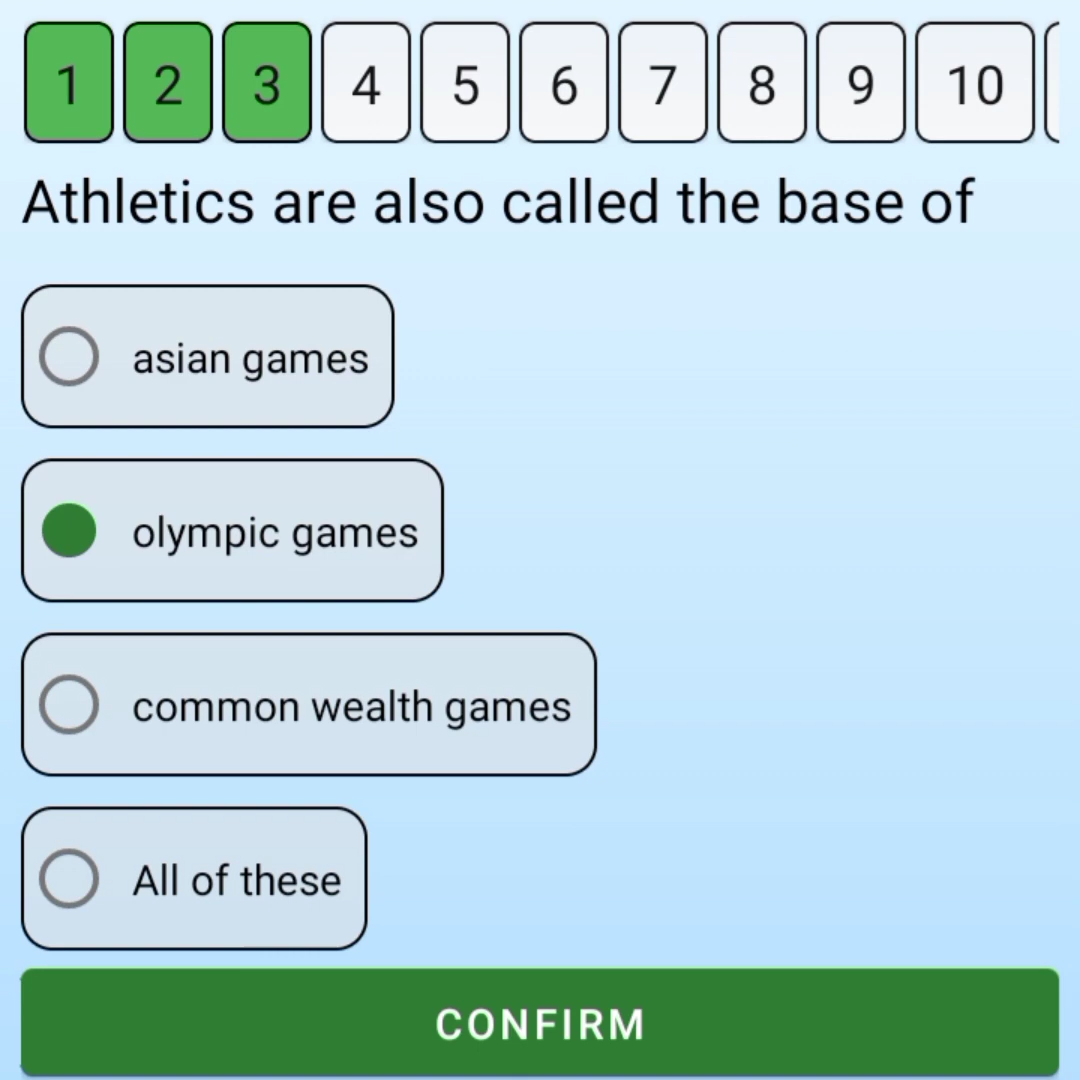 1 2 3 4 5 6 7 8 9 10
Athletics are also called the base of
asian games
olympic games
common wealth games
All of these
CONFIRM